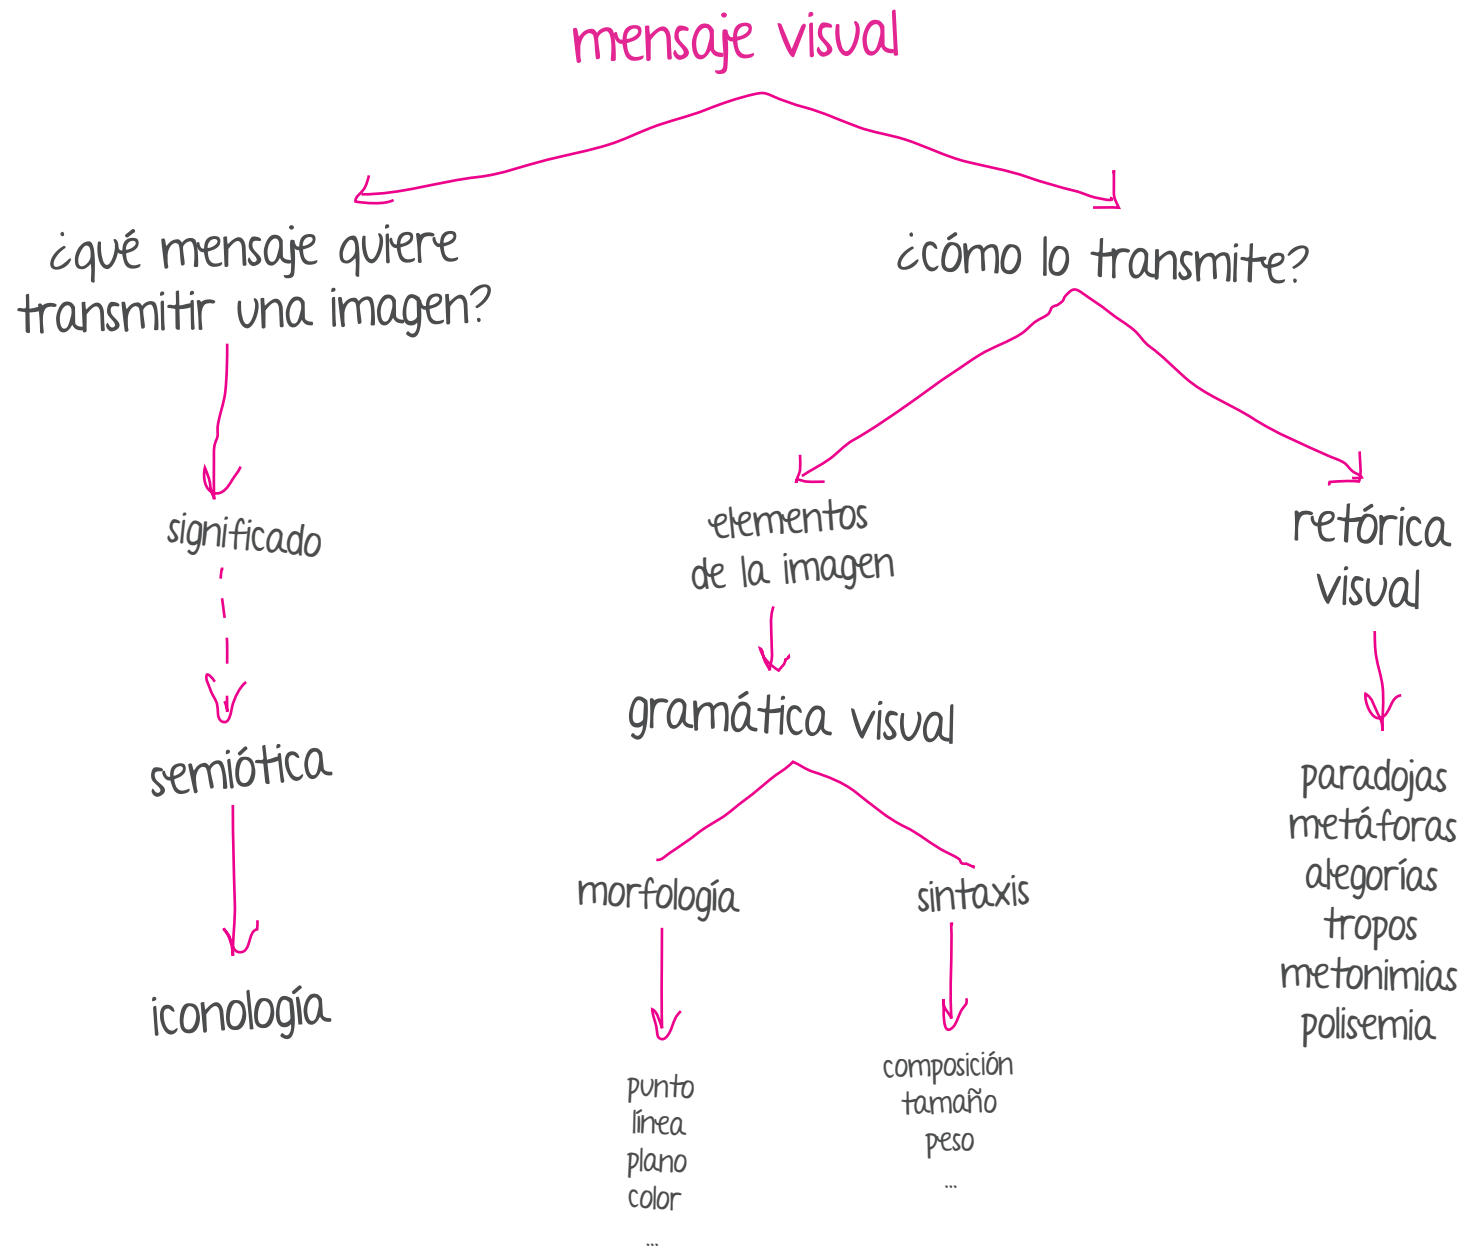 mensaje visual
¿qué mensaje quiere
transmitir una imagen?
significado
semiótica
iconología
¿cómo lo transmite?
elementos
de la imagen
gramática visual
morfología
punto
línea
plano
color
...
sintaxis
composición
tamaño
peso
...
retórica
visual
paradojas
metáforas
alegorías
tropos
metonimias
polisemia